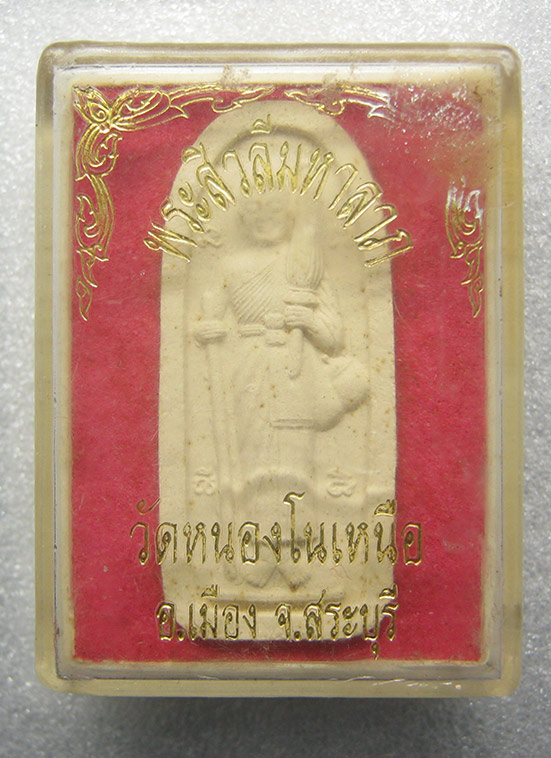 พระสิวลีมหาลาภ
วัดหนองโนเหนือ
อ.เมือง จ.สระบุรี